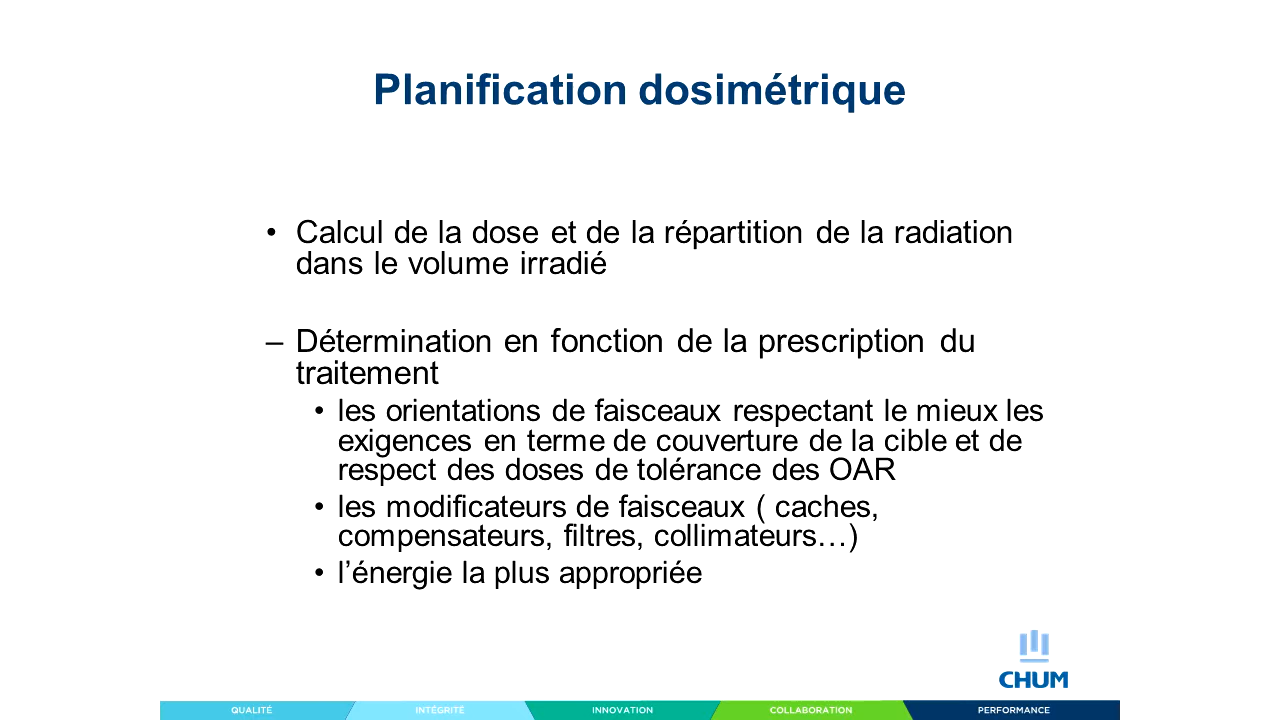 Planification dosimétrique
• Calcul de la dose et de la répartition de la radiation
dans le volume irradié
– Détermination en fonction de la prescription du
traitement
• les orientations de faisceaux respectant le mieux les
exigences en terme de couverture de la cible et de
respect des doses de tolérance des OAR
• les modificateurs de faisceaux ( caches,
compensateurs, filtres, collimateurs…)
• l’énergie la plus appropriée
CHUM
QUALITÉ INTÉGRITÉ INNOVATION COLLABORATION PERFORMANCE